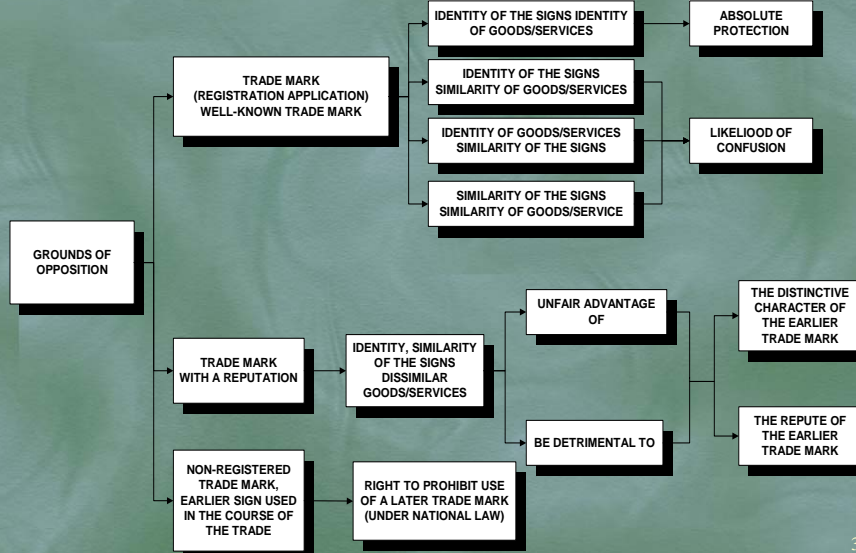 IDENTITY OF THE SIGNS IDENTITY
OF GOODS/SERVICES
ABSOLUTE
PROTECTION
TRADE MARK
(REGISTRATION APPLICATION)
WELL-KNOWN TRADE MARK
IDENTITY OF THE SIGNS
SIMILARITY OF GOODS/SERVICES
IDENTITY OF GOODS/SERVICES
SIMILARITY OF THE SIGNS
LIKELIOOD OF
CONFUSION
SIMILARITY OF THE SIGNS
SIMILARITY OF GOODS/SERVICE
GROUNDS OF
OPPOSITION
TRADE MARK
WITH A REPUTATION
IDENTITY, SIMILARITY
OF THE SIGNS
DISSIMILAR
GOODS/SERVICES
UNFAIR ADVANTAGE
OF
BE DETRIMENTAL TO
THE DISTINCTIVE
CHARACTER OF
THE EARLIER
TRADE MARK
THE REPUTE OF
THE EARLIER
TRADE MARK
NON-REGISTERED
TRADE MARK,
EARLIER SIGN USED
IN THE COURSE OF
THE TRADE
RIGHT TO PROHIBIT USE
OF A LATER TRADE MARK
(UNDER NATIONAL LAW)